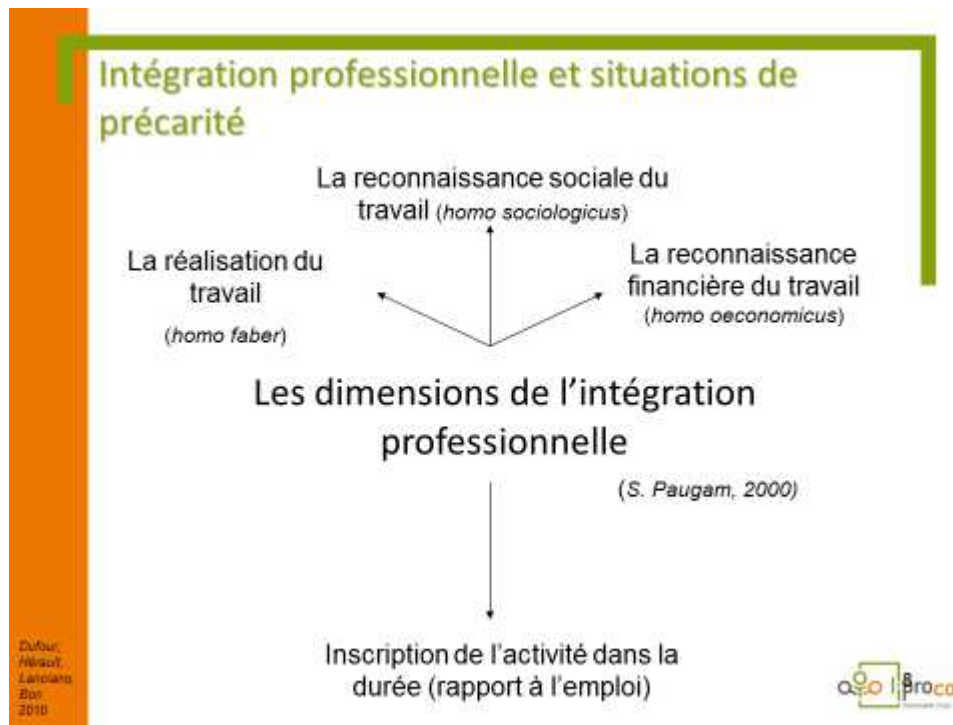 Intégration professionnelle et situations de
précarité
La reconnaissance sociale du
travail (homo sociologicus)
La réalisation du
travail
(homo faber)
La reconnaissance
financière du travail
(homo oeconomicus)
Les dimensions de l’intégration
professionnelle
(S. Paugam, 2000)
Inscription de l’activité dans la
durée (rapport à l’emploi)
Dufour,
Hérault,
Lanciano,
Bon
2010
8